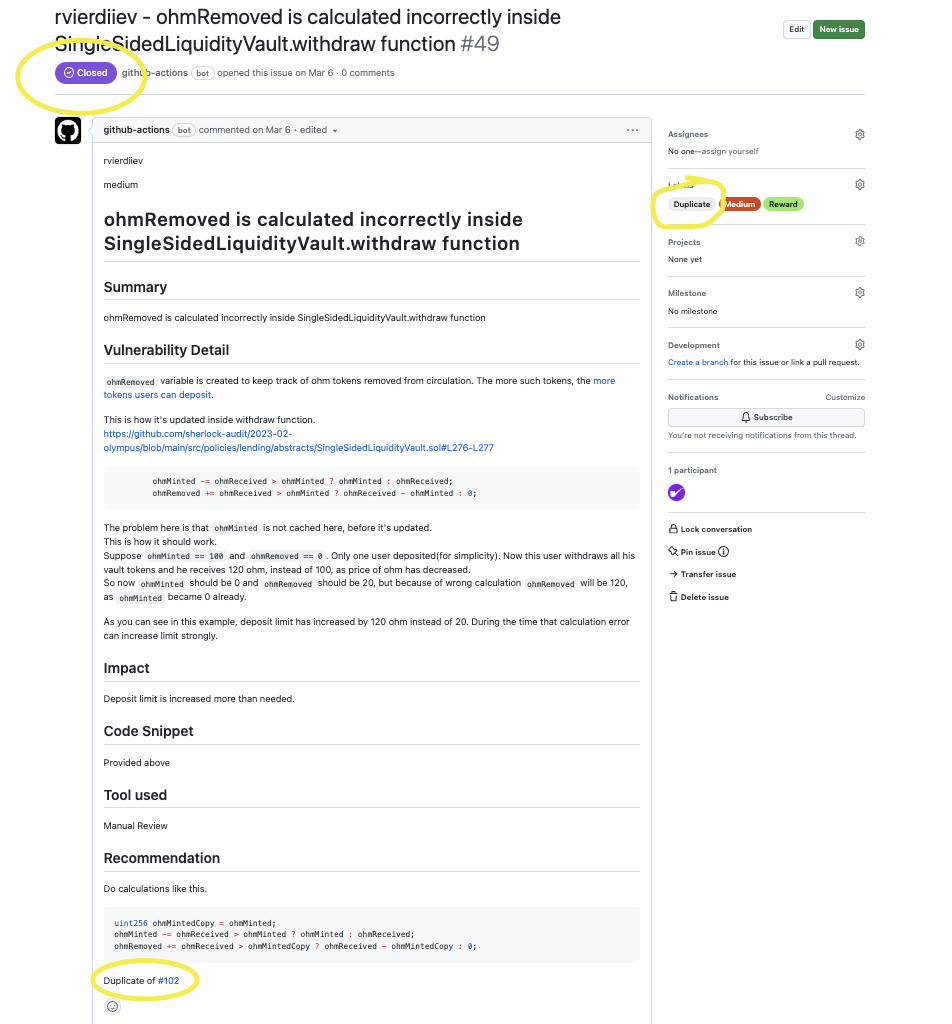 rvierdiiev - ohmRemoved is calculated incorrectly inside
SingleSidedLiquidityVault.withdraw function #49
Edit
New issue
Closed
github-actions bot opened this issue on Mar 6 · 0 comments
github-actions bot commented on Mar 6 • edited
rvierdiiev
medium
ohmRemoved is calculated incorrectly inside
SingleSidedLiquidityVault.withdraw function
Summary
ohmRemoved is calculated incorrectly inside SingleSidedLiquidityVault.withdraw function
Vulnerability Detail
ohmRemoved variable is created to keep track of ohm tokens removed from circulation. The more such tokens, the more
tokens users can deposit.
This is how it's updated inside withdraw function.
https://github.com/sherlock-audit/2023-02-
olympus/blob/main/src/policies/lending/abstracts/SingleSidedLiquidityVault.sol#L276-L277
ohmMinted -= ohmReceived > ohmMinted ? ohmMinted : ohmReceived;
ohmRemoved += ohmReceived > ohmMinted ? ohmReceived - ohmMinted : 0;
The problem here is that ohmMinted is not cached here, before it's updated.
This is how it should work.
Suppose ohmMinted == 100 and ohmRemoved == 0. Only one user deposited(for simplicity). Now this user withdraws all his
vault tokens and he receives 120 ohm, instead of 100, as price of ohm has decreased.
So now ohmMinted should be 0 and ohmRemoved should be 20, but because of wrong calculation ohmRemoved will be 120,
as ohmMinted became 0 already.
As you can see in this example, deposit limit has increased by 120 ohm instead of 20. During the time that calculation error
can increase limit strongly.
Impact
Deposit limit is increased more than needed.
Code Snippet
Provided above
Tool used
Manual Review
Recommendation
Do calculations like this.
uint256 ohmMintedCopy = ohmMinted;
ohmMinted -= ohmReceived > ohmMinted ? ohmMinted : ohmReceived;
ohmRemoved += ohmReceived > ohmMintedCopy ? ohmReceived - ohmMintedCopy : 0;
Duplicate of #102
Assignees
No one—assign yourself
Labels
Duplicate Medium Reward
Projects
None yet
Milestone
No milestone
Development
Create a branch for this issue or link a pull request.
Notifications
Customize
Subscribe
You're not receiving notifications from this thread.
1 participant
Lock conversation
Pin issue
Transfer issue
Delete issue